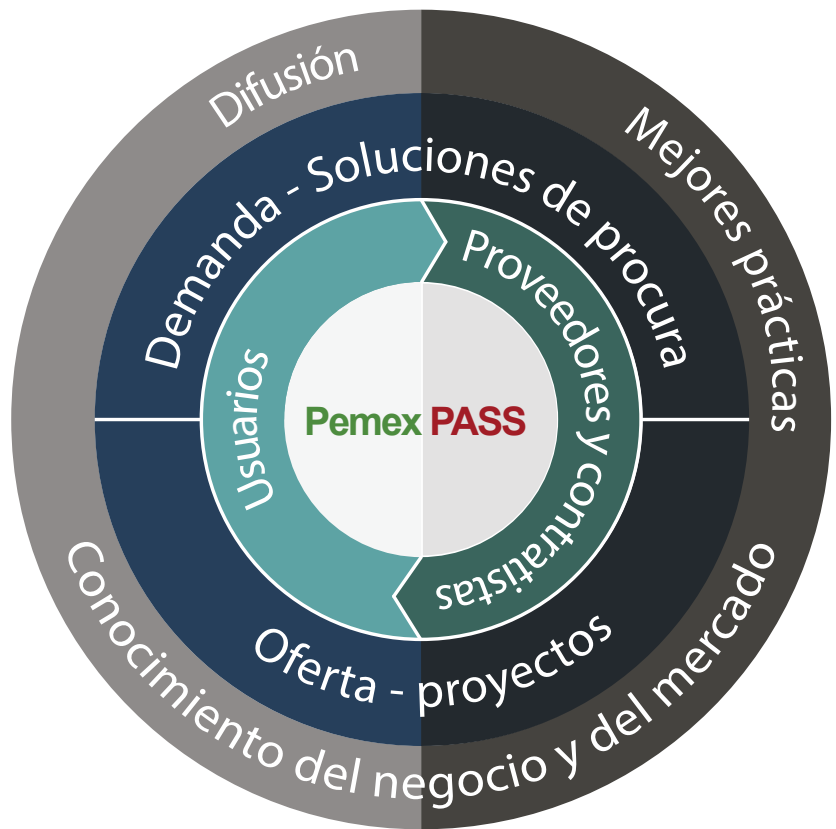 Difusión
Mejores prácticas
Demanda - Soluciones de procura
Proveedores y contratistas
Usuarios
Pemex PASS
Oferta - proyectos
Conocimiento del negocio y del mercado